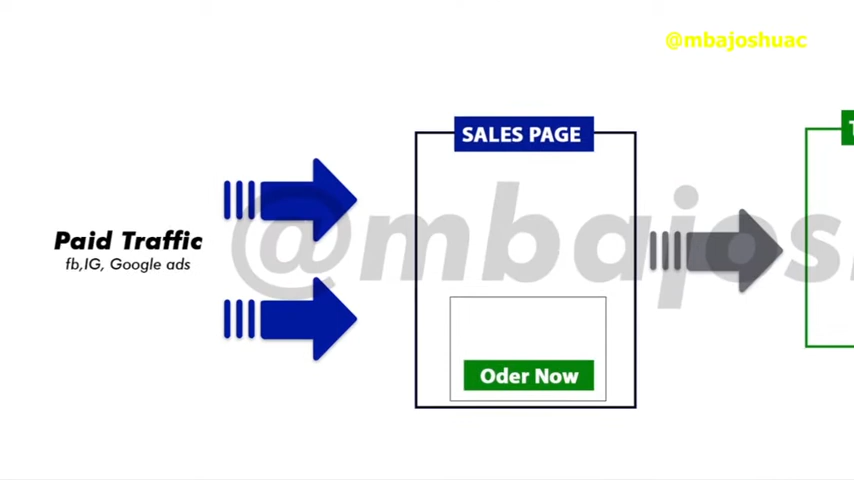 @mbajoshuac
SALES PAGE
@mbajos
Paid Traffic
fb,IG, Google ads
Oder Now